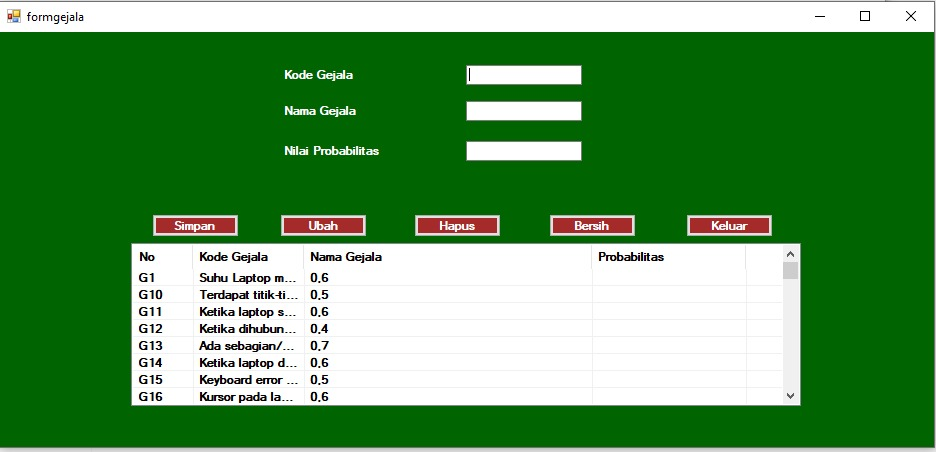 formgejala
Kode Gejala
Nama Gejala
Nilai Probabilitas
Simpan Ubah Hapus Bersih Keluar
No Kode Gejala Nama Gejala Probabilitas
G1 Suhu Laptop m... 0,6
G10 Terdapat titik-ti... 0,5
G11 Ketika laptop s... 0,6
G12 Ketika dihubun... 0,4
G13 Ada sebagian/... 0,7
G14 Ketika laptop d... 0,6
G15 Keyboard error ... 0,5
G16 Kursor pada la... 0,6